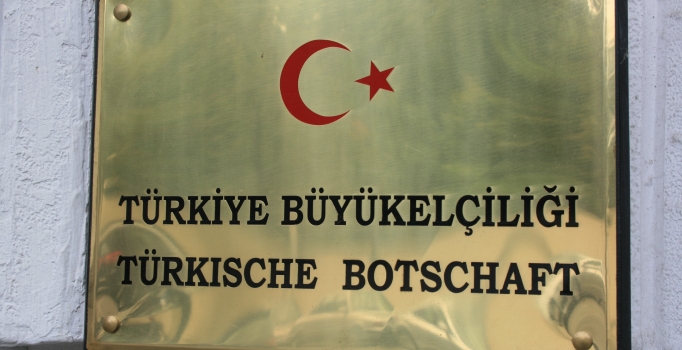 TÜRKİYE BÜYÜKELÇİLİĞİ
TÜRKISCHE BOTSCHAFT